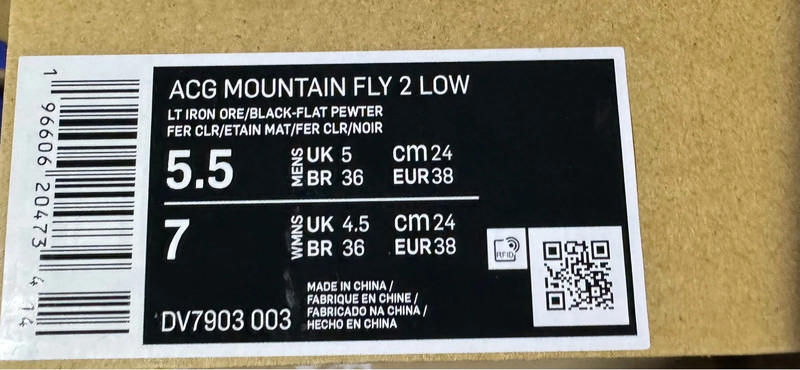 1 96606 20473 4 14
ACG MOUNTAIN FLY 2 LOW
LT IRON ORE/BLACK-FLAT PEWTER
FER CLR/ETAIN MAT/FER CLR/NOIR
5.5 MENS UK 5 cm 24
BR 36 EUR 38
7 WMNS UK 4.5 cm 24
BR 36 EUR 38
RFID
MADE IN CHINA /
FABRIQUE EN CHINE /
FABRICADO NA CHINA /
HECHO EN CHINA
DV7903 003